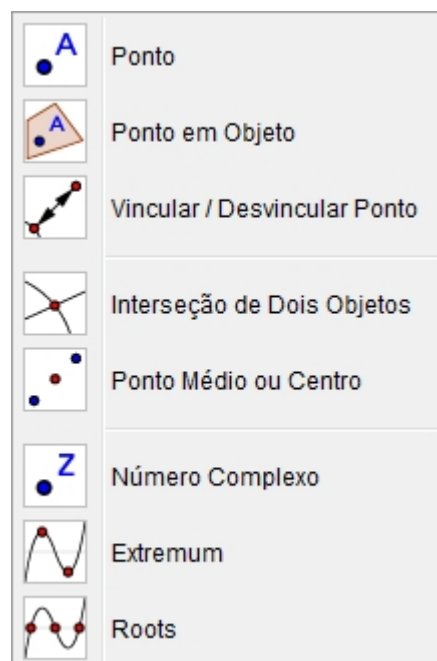 A
Ponto
A
Ponto em Objeto
Vincular / Desvincular Ponto
Interseção de Dois Objetos
Ponto Médio ou Centro
Z
Número Complexo
Extremum
Roots